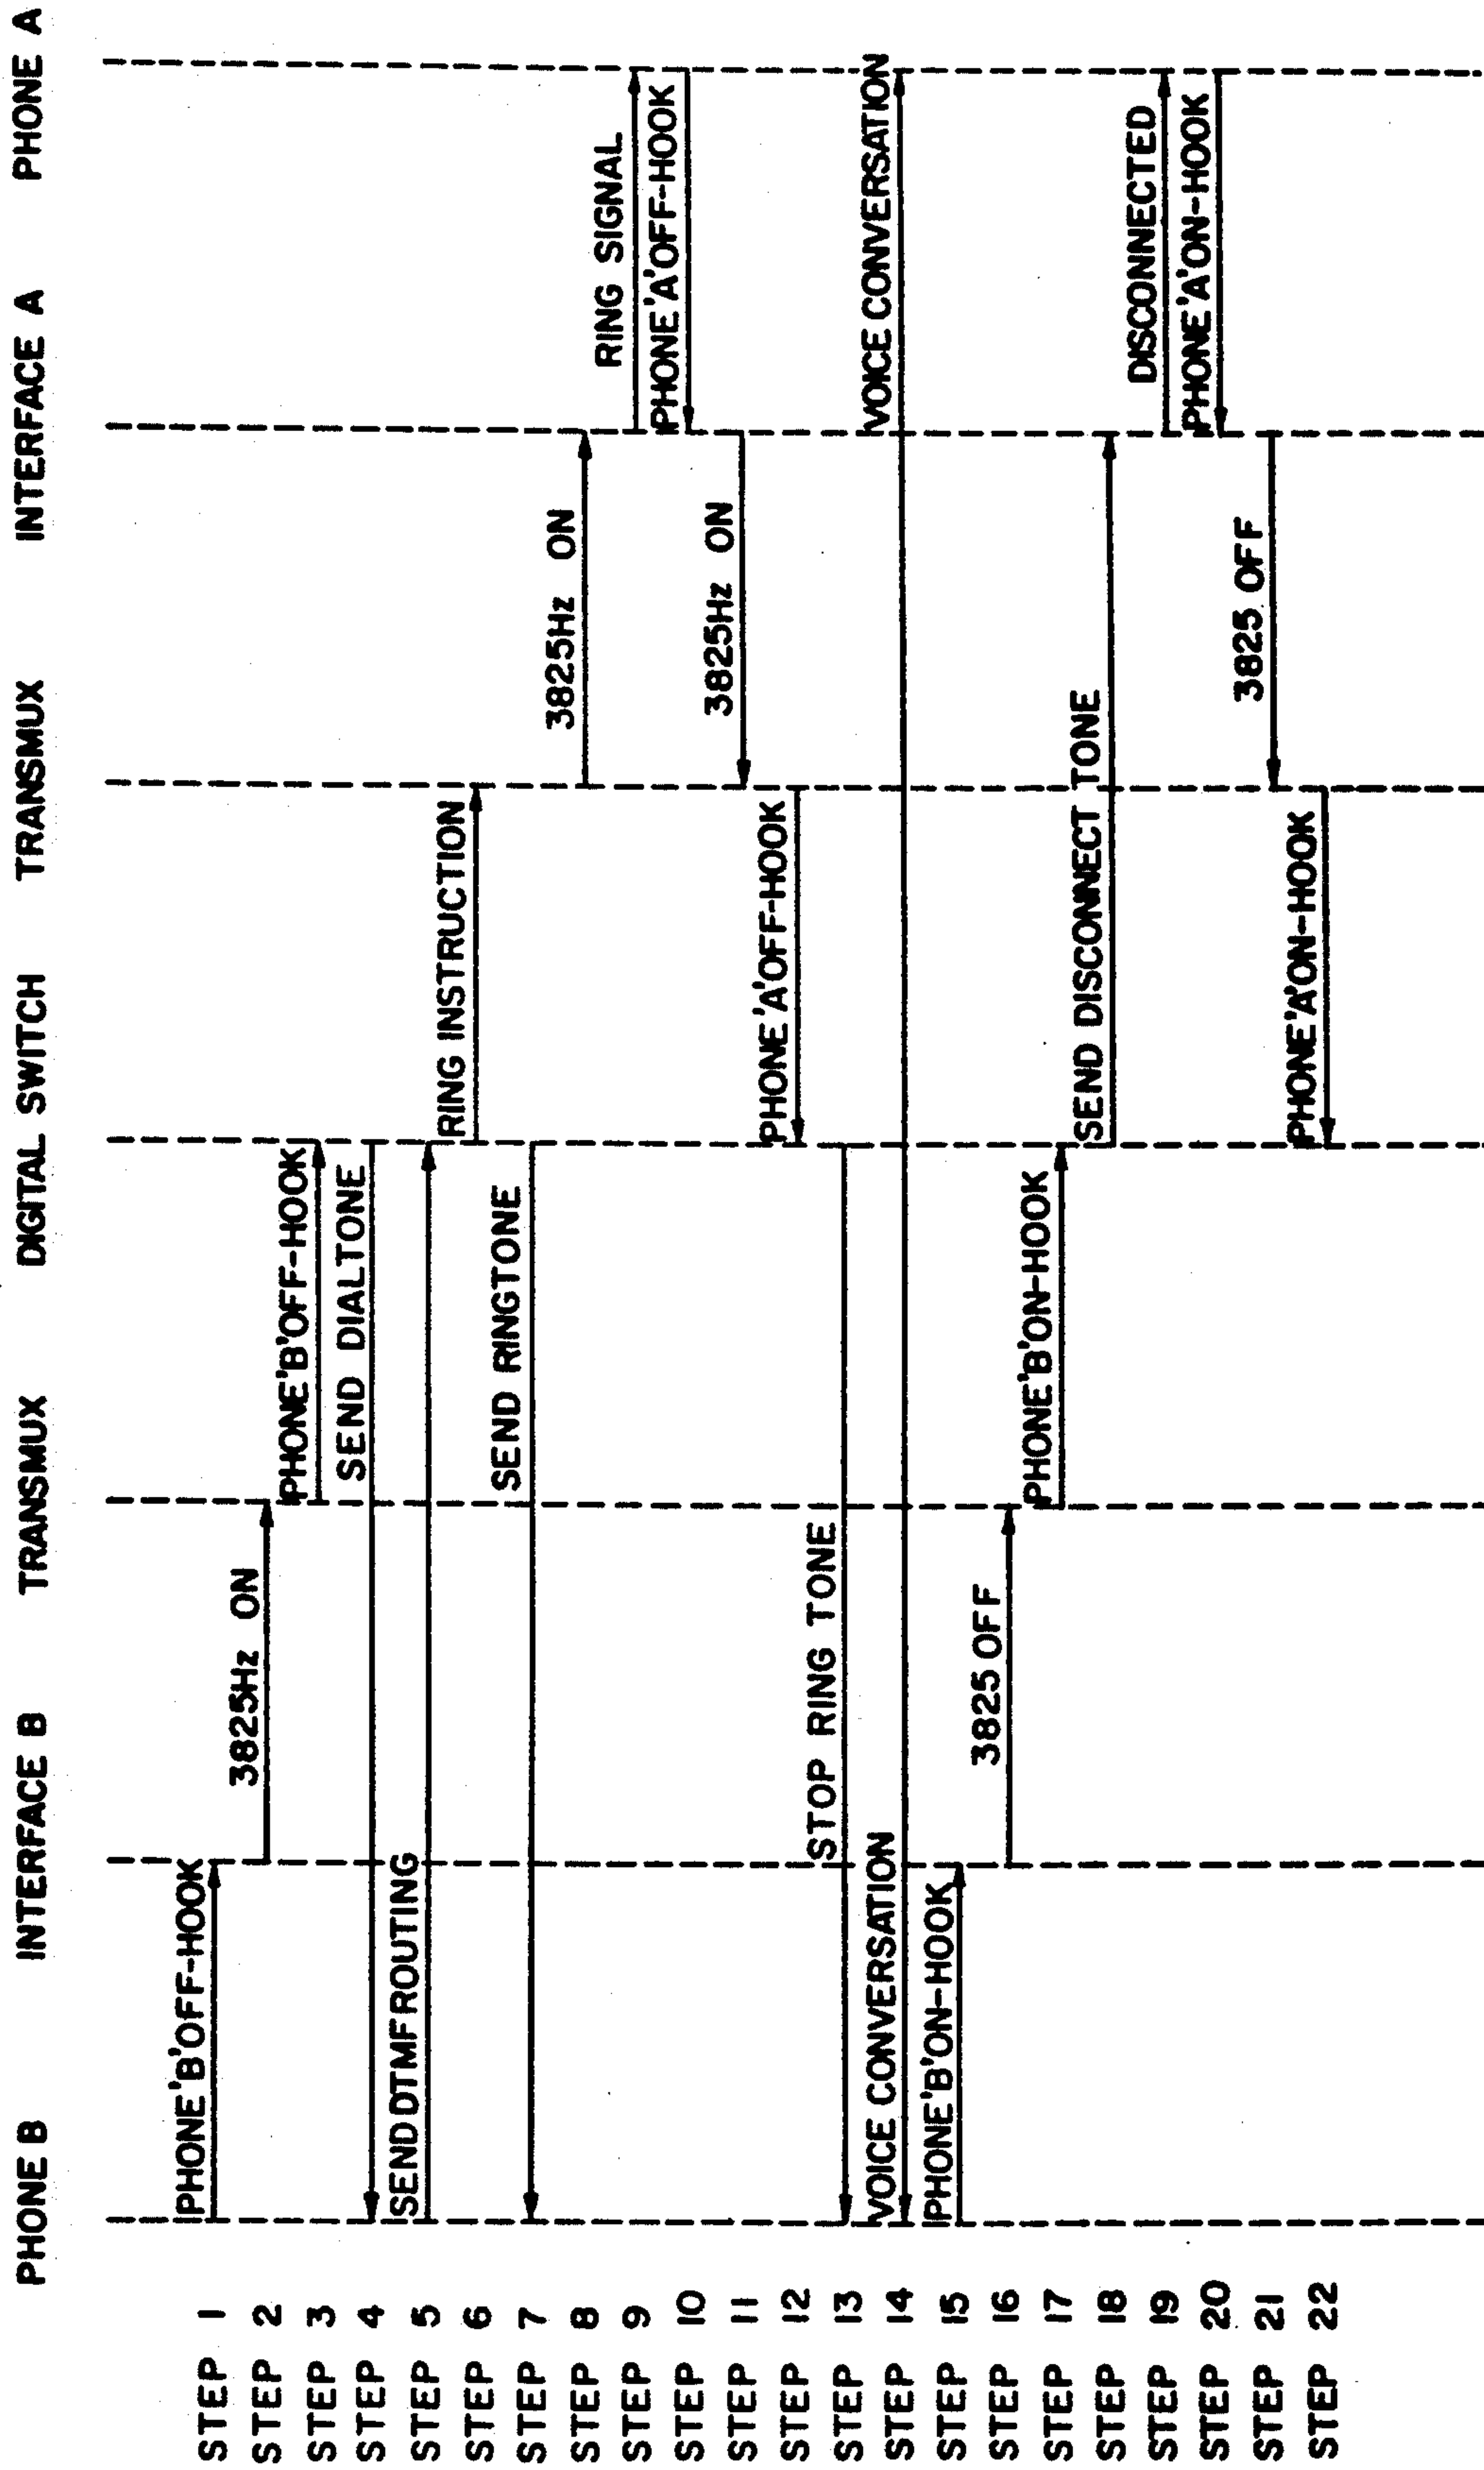 PHONE B INTERFACE B TRANSMUX DIGITAL SWITCH TRANSMUX INTERFACE A PHONE A
STEP 1 PHONE'B'OFF-HOOK
STEP 2 3825Hz ON
STEP 3 PHONE'B'OFF-HOOK
STEP 4 SEND DIALTONE
STEP 5 SEND DTMF ROUTING
STEP 6 RING INSTRUCTION
STEP 7 SEND RINGTONE
STEP 8 3825Hz ON
STEP 9 RING SIGNAL
STEP 10 PHONE'A'OFF-HOOK
STEP 11 3825Hz ON
STEP 12 PHONE'A'OFF-HOOK
STEP 13 STOP RING TONE
STEP 14 VOICE CONVERSATION VOICE CONVERSATION
STEP 15 PHONE'B'ON-HOOK
STEP 16 3825 OFF
STEP 17 PHONE'B'ON-HOOK
STEP 18 SEND DISCONNECT TONE
STEP 19 DISCONNECTED
STEP 20 PHONE'A'ON-HOOK
STEP 21 3825 OFF
STEP 22 PHONE'A'ON-HOOK